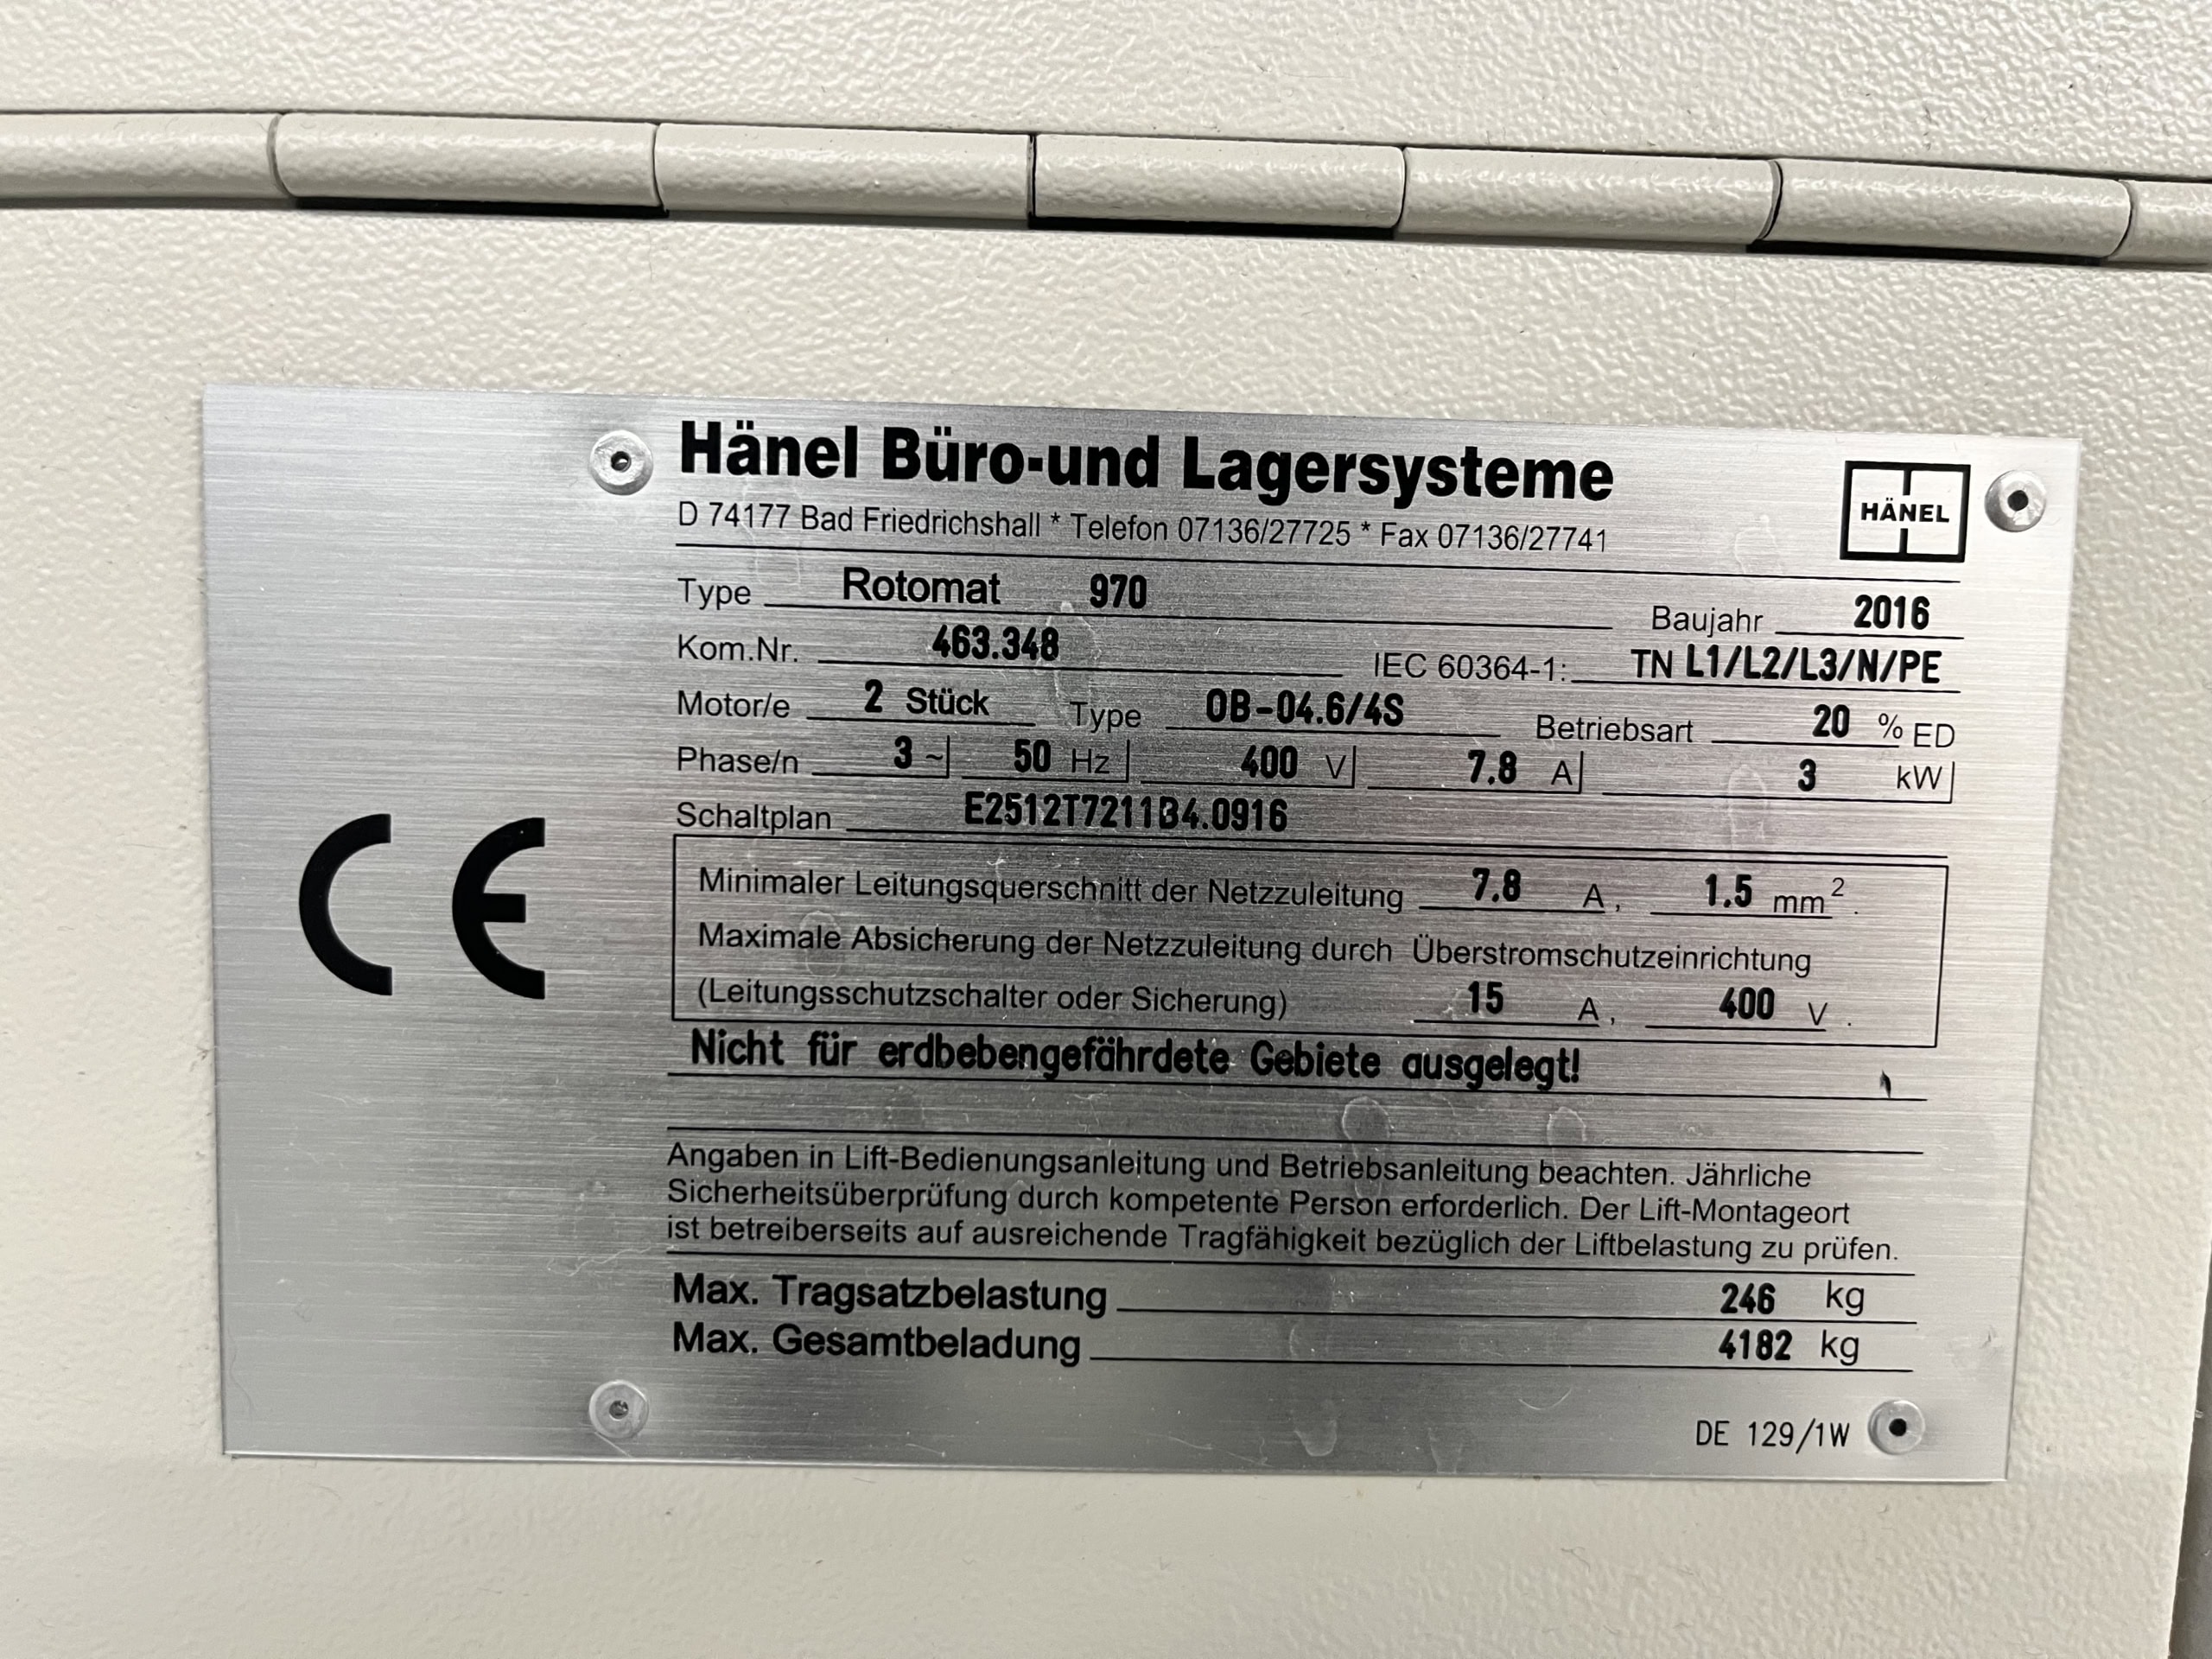 Hänel Büro-und Lagersysteme
HÄNEL
D 74177 Bad Friedrichshall * Telefon 07136/27725 * Fax 07136/27741
Type Rotomat 970 Baujahr 2016
Kom.Nr. 463.348 IEC 60364-1: TN L1/L2/L3/N/PE
Motor/e 2 Stück Type OB-04.6/4S Betriebsart 20 % ED
Phase/n 3 ~ 50 Hz 400 V 7.8 A 3 kW
Schaltplan E2512T7211B4.0916
CE
Minimaler Leitungsquerschnitt der Netzzuleitung 7.8 A, 1.5 mm².
Maximale Absicherung der Netzzuleitung durch Überstromschutzeinrichtung
(Leitungsschutzschalter oder Sicherung) 15 A, 400 V.
Nicht für erdbebengefährdete Gebiete ausgelegt!
Angaben in Lift-Bedienungsanleitung und Betriebsanleitung beachten. Jährliche
Sicherheitsüberprüfung durch kompetente Person erforderlich. Der Lift-Montageort
ist betreiberseits auf ausreichende Tragfähigkeit bezüglich der Liftbelastung zu prüfen.
Max. Tragsatzbelastung 246 kg
Max. Gesamtbeladung 4182 kg
DE 129/1W